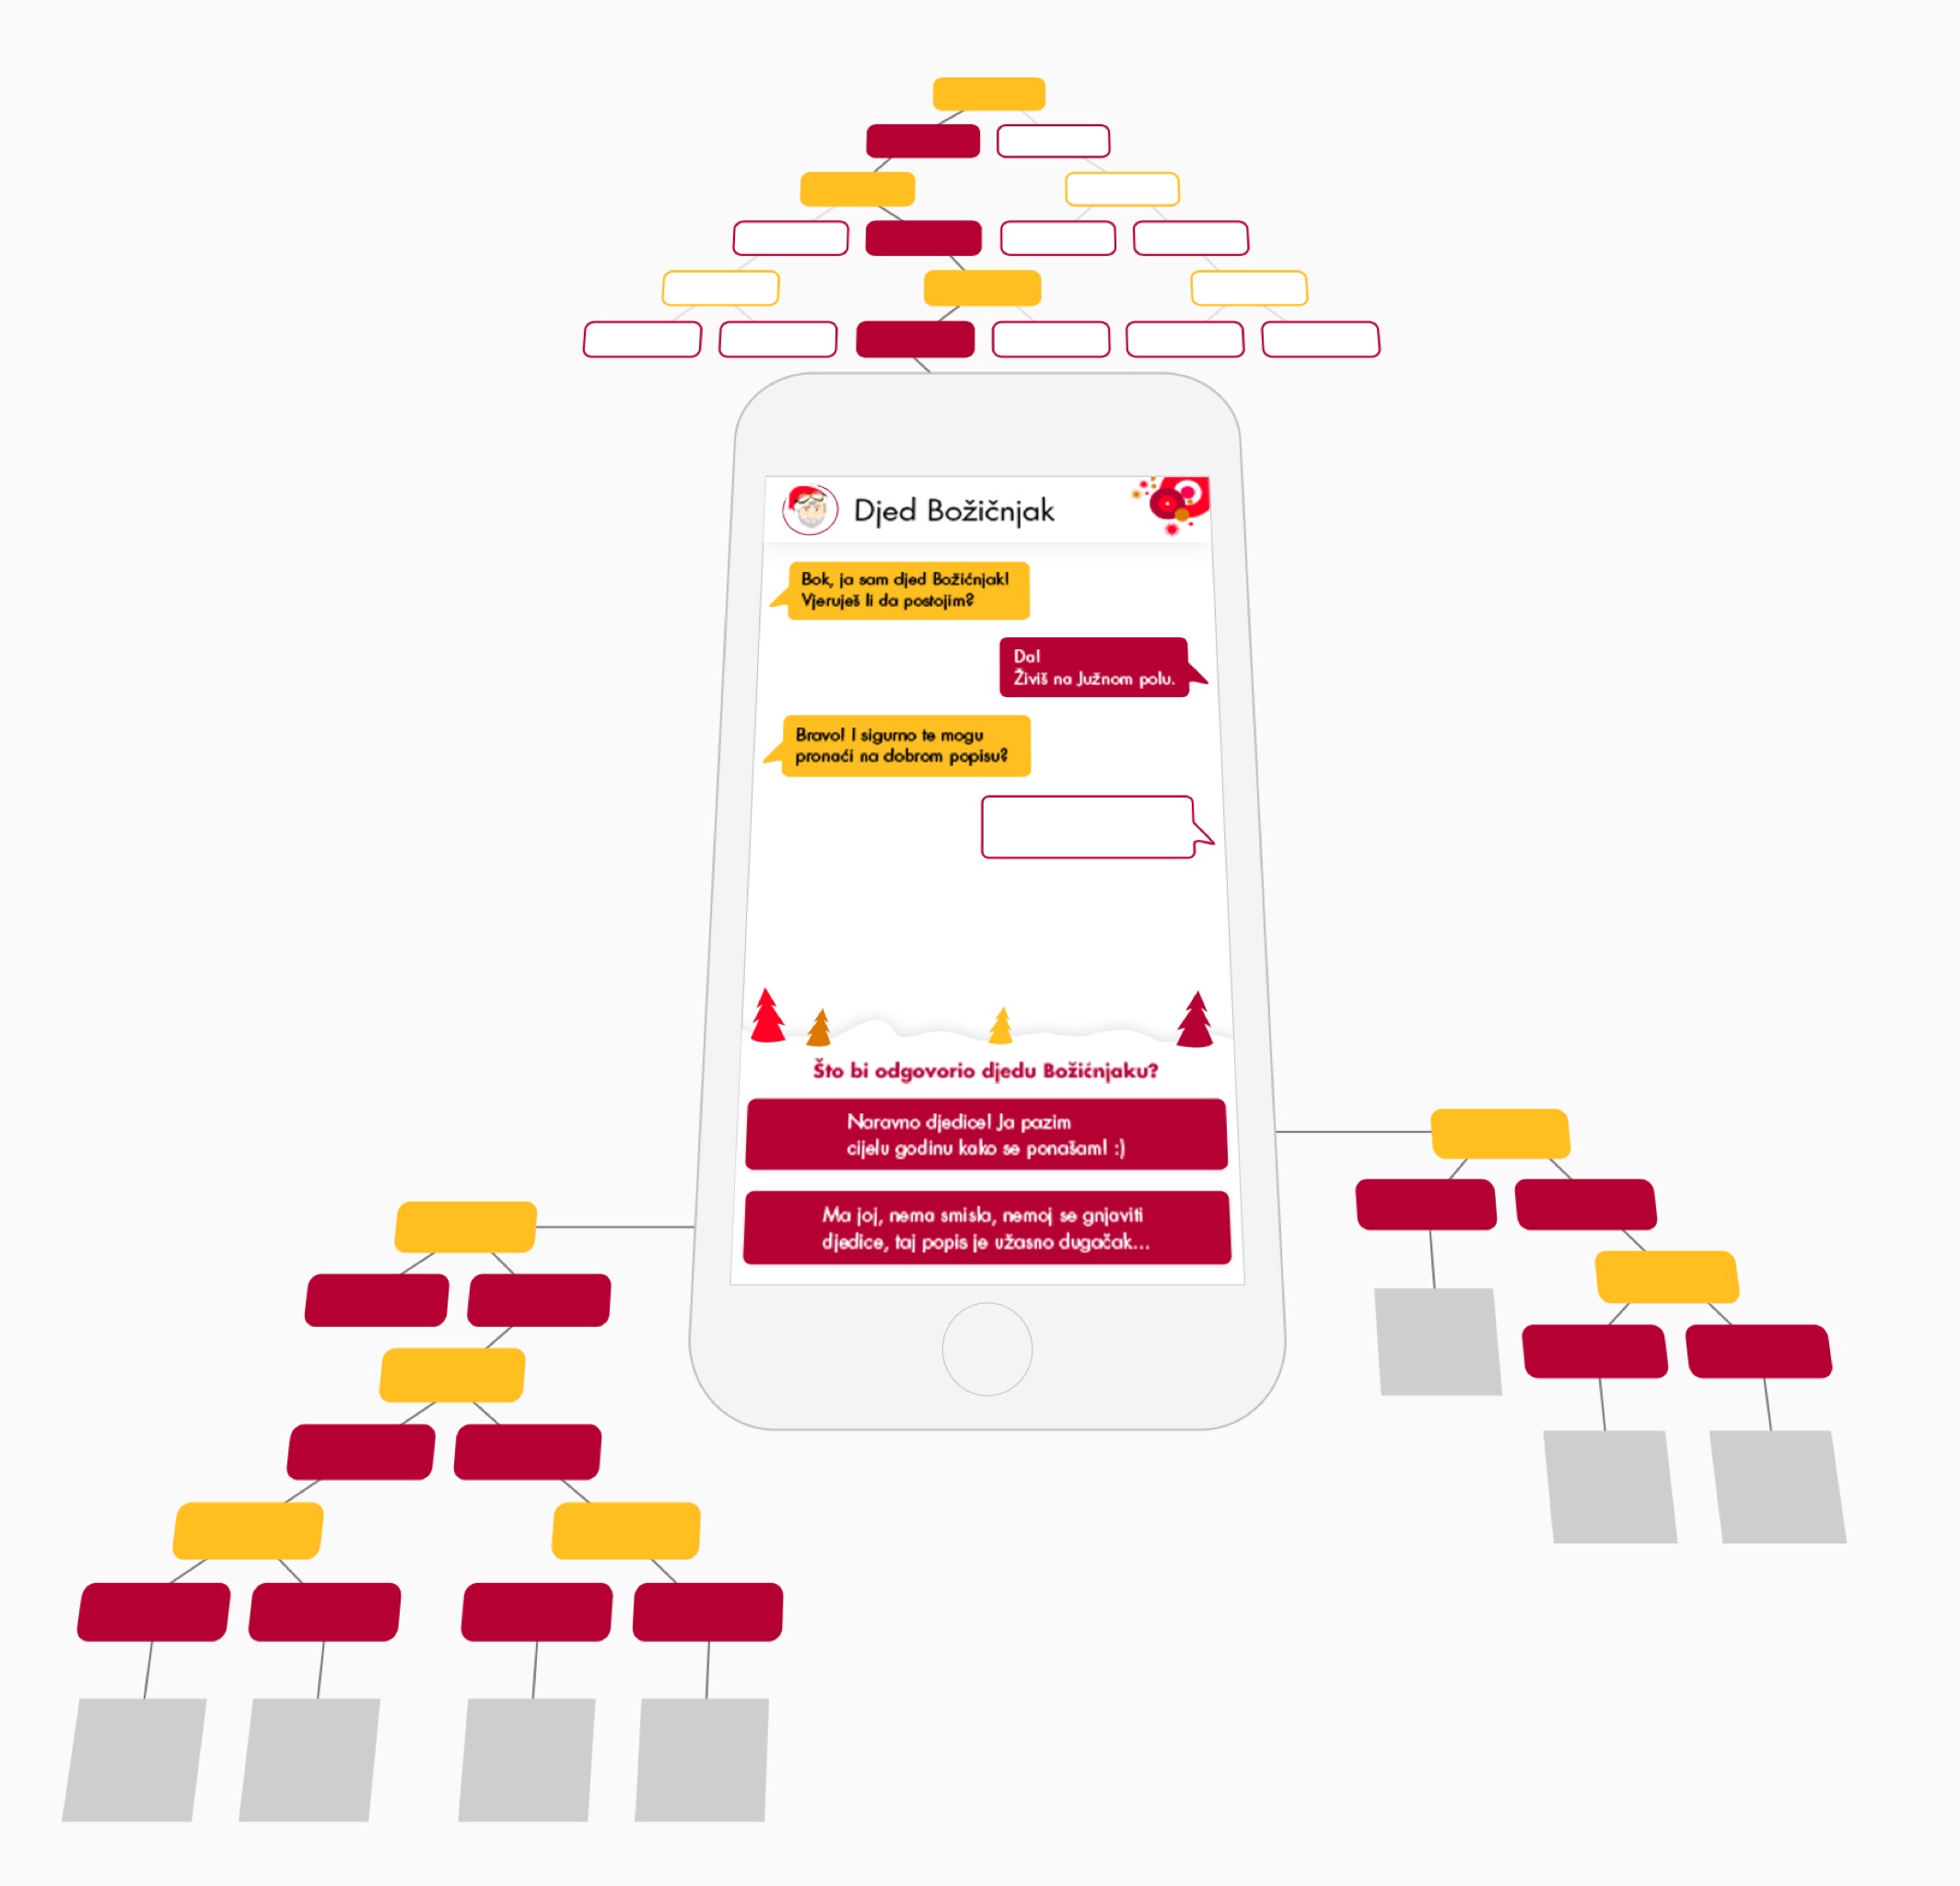 Djed Božičnjak
Bok, ja sam djed Božićnjak!
Vjeruješ li da postojim?
Da!
Živiš na Južnom polu.
Bravo! I sigurno te mogu
pronaći na dobrom popisu?
Što bi odgovorio djedu Božićnjaku?
Naravno djedice! Ja pazim
cijelu godinu kako se ponašam! :)
Ma joj, nema smisla, nemoj se gnjaviti
djedice, taj popis je užasno dugačak...